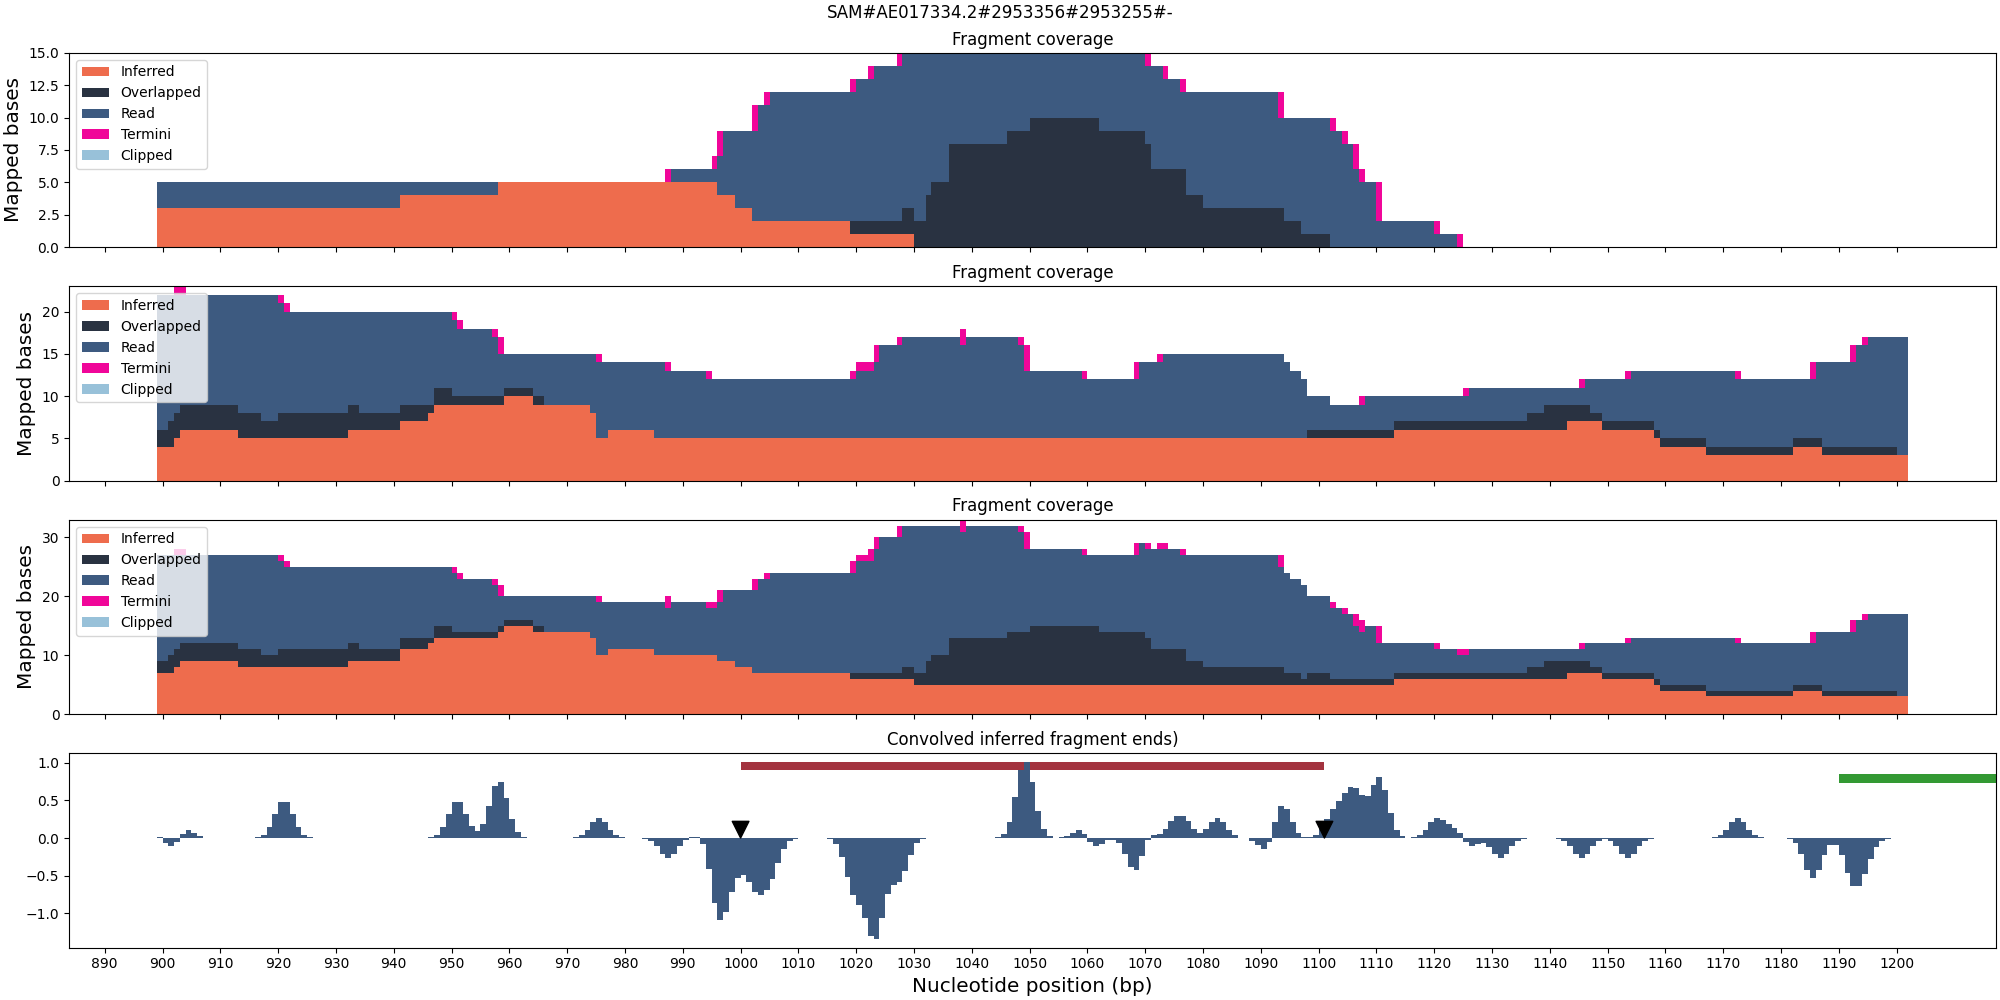 SAM#AE017334.2#2953356#2953255#-
Fragment coverage
Mapped bases
15.0
12.5
10.0
7.5
5.0
2.5
0.0
Inferred
Overlapped
Read
Termini
Clipped
Fragment coverage
Mapped bases
20
15
10
5
0
Inferred
Overlapped
Read
Termini
Clipped
Fragment coverage
Mapped bases
30
20
10
0
Inferred
Overlapped
Read
Termini
Clipped
Convolved inferred fragment ends)
1.0
0.5
0.0
−0.5
−1.0
890 900 910 920 930 940 950 960 970 980 990 1000 1010 1020 1030 1040 1050 1060 1070 1080 1090 1100 1110 1120 1130 1140 1150 1160 1170 1180 1190 1200
Nucleotide position (bp)